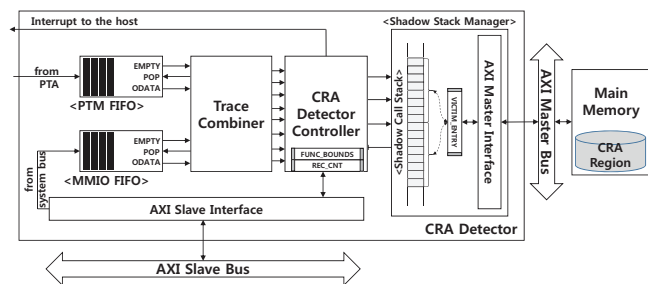 Interrupt to the host
<Shadow Stack Manager>
from
PTA
EMPTY
POP
ODATA
<PTM FIFO>
EMPTY
POP
ODATA
<MMIO FIFO>
from
system bus
Trace
Combiner
CRA
Detector
Controller
FUNC_BOUNDS
REC_CNT
<Shadow Call Stack>
VICTIM_ENTRY
AXI Master Interface
AXI Master Bus
Main
Memory
CRA
Region
AXI Slave Interface
CRA Detector
AXI Slave Bus